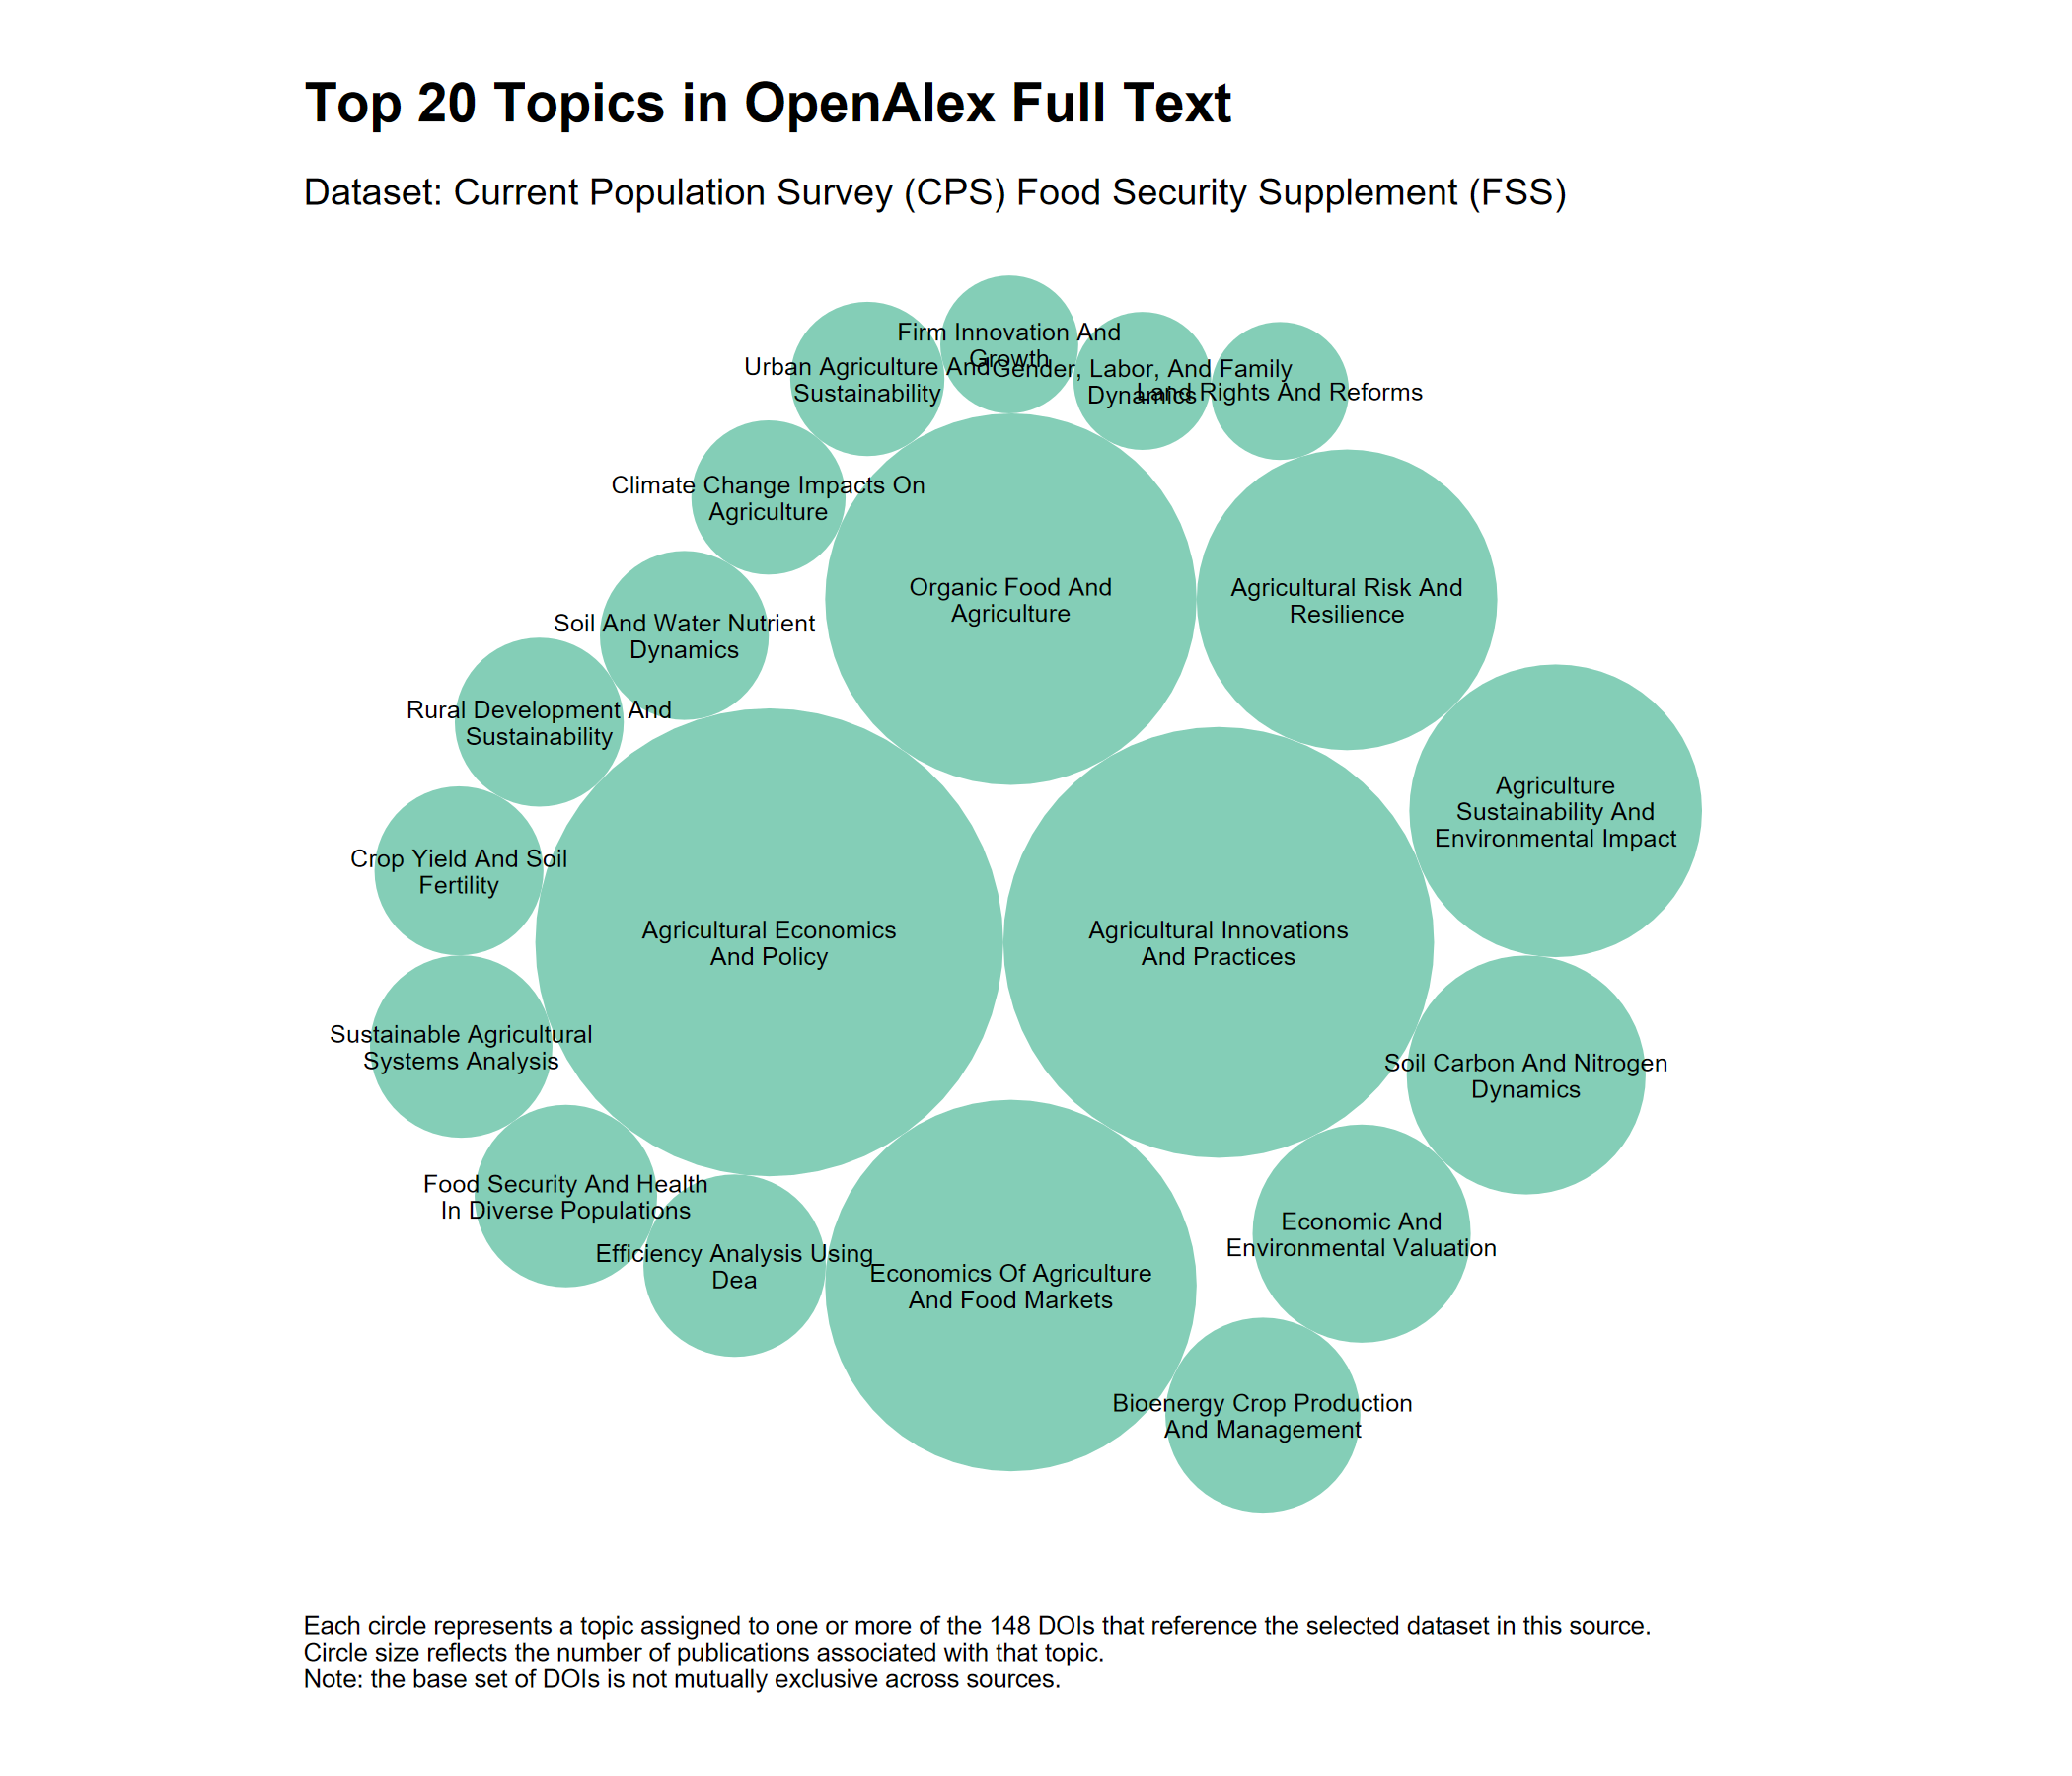 Top 20 Topics in OpenAlex Full Text
Dataset: Current Population Survey (CPS) Food Security Supplement (FSS)
Firm Innovation And
Growth
Urban Agriculture And
Sustainability
Gender, Labor, And Family
Dynamics
Land Rights And Reforms
Climate Change Impacts On
Agriculture
Organic Food And
Agriculture
Agricultural Risk And
Resilience
Soil And Water Nutrient
Dynamics
Rural Development And
Sustainability
Agriculture
Sustainability And
Environmental Impact
Crop Yield And Soil
Fertility
Agricultural Economics
And Policy
Agricultural Innovations
And Practices
Sustainable Agricultural
Systems Analysis
Soil Carbon And Nitrogen
Dynamics
Food Security And Health
In Diverse Populations
Economic And
Environmental Valuation
Efficiency Analysis Using
Dea
Economics Of Agriculture
And Food Markets
Bioenergy Crop Production
And Management
Each circle represents a topic assigned to one or more of the 148 DOIs that reference the selected dataset in this source.
Circle size reflects the number of publications associated with that topic.
Note: the base set of DOIs is not mutually exclusive across sources.